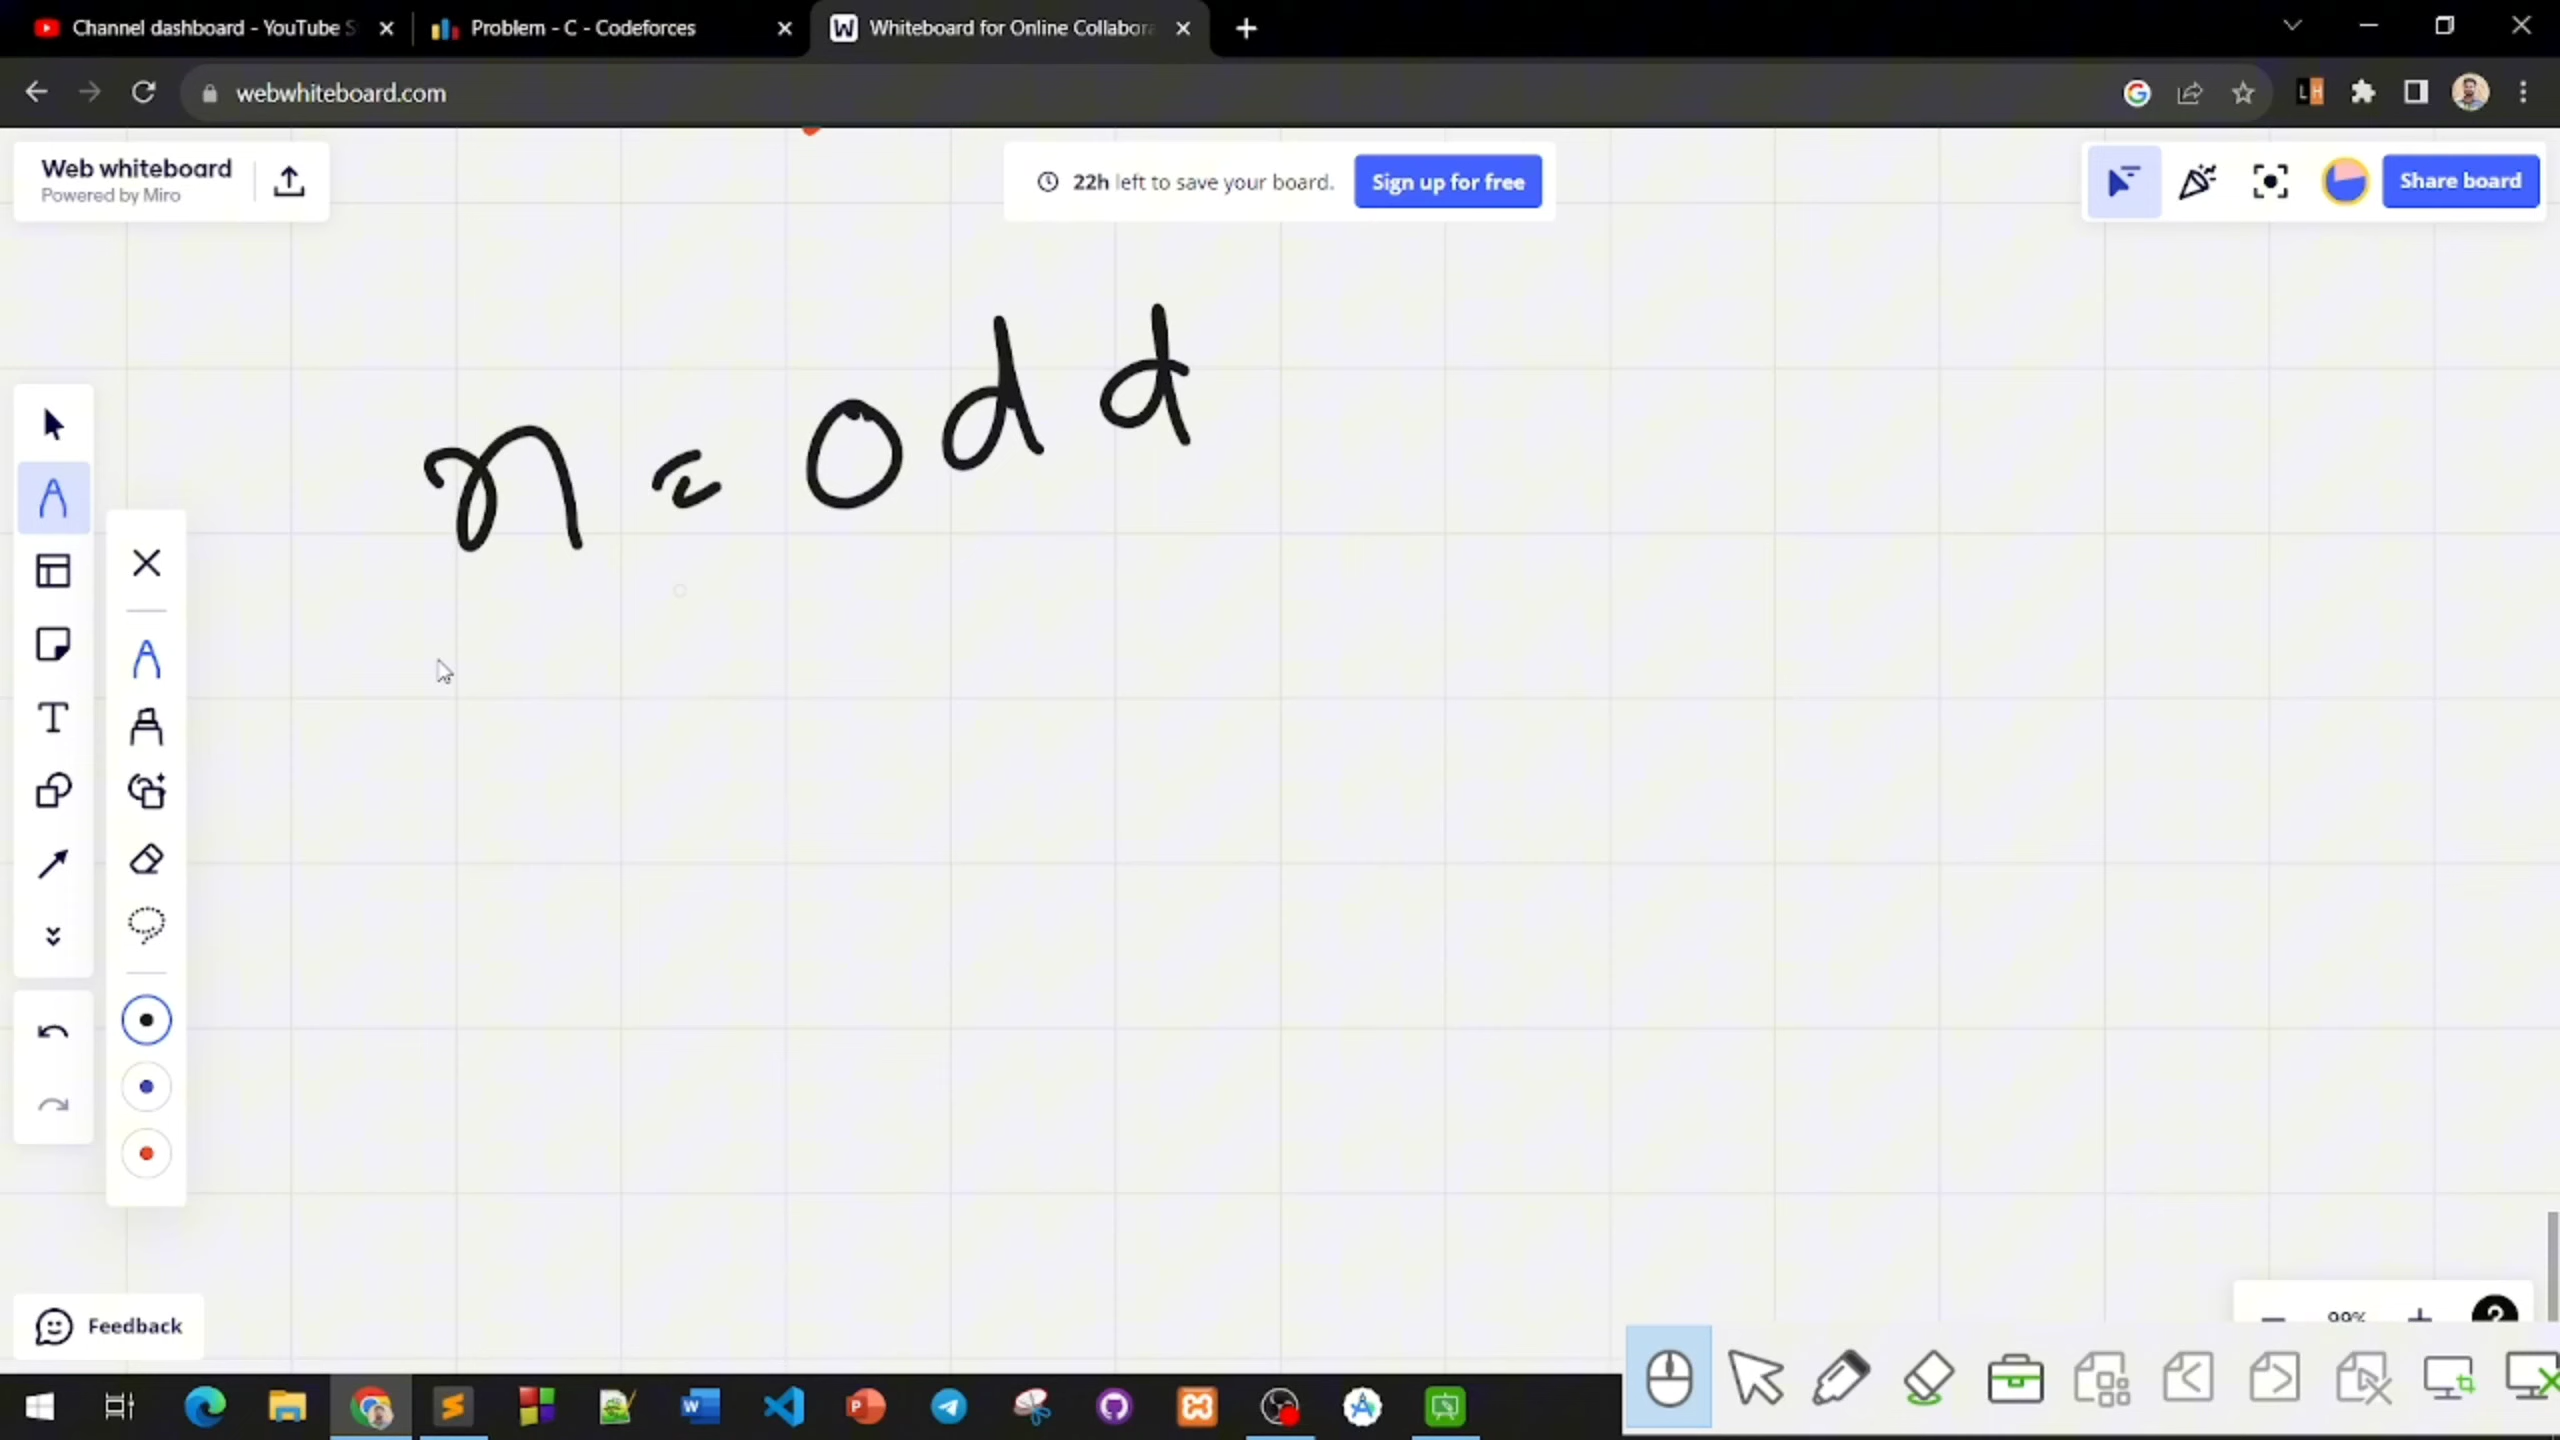 Channel dashboard - YouTube S
Problem - C - Codeforces
Whiteboard for Online Collabora
webwhiteboard.com
Web whiteboard
Powered by Miro
22h left to save your board.
Sign up for free
Share board
n = odd
Feedback
99%